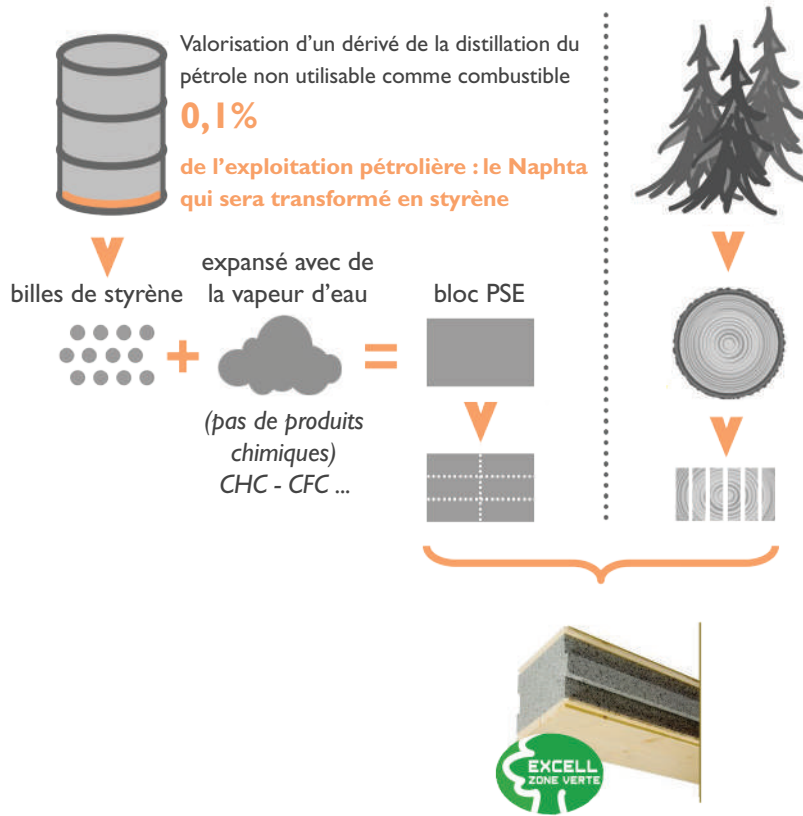 Valorisation d’un dérivé de la distillation du
pétrole non utilisable comme combustible
0,1%
de l’exploitation pétrolière : le Naphta
qui sera transformé en styrène
billes de styrène
expansé avec de
la vapeur d’eau
bloc PSE
+
=
(pas de produits
chimiques)
CHC - CFC ...
EXCELL
ZONE VERTE